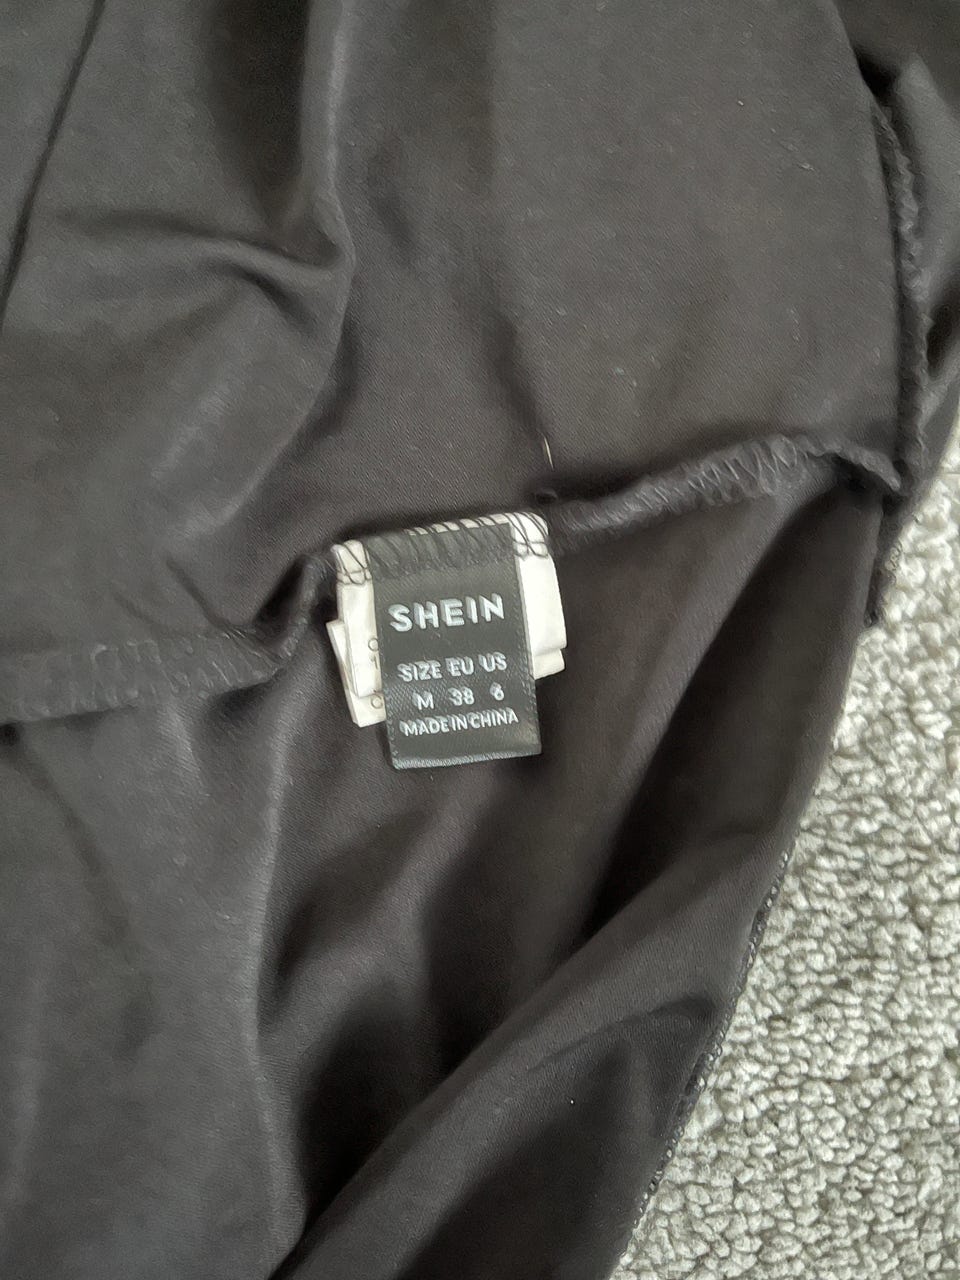 SHEIN
SIZE EU US
M 38 6
MADE IN CHINA